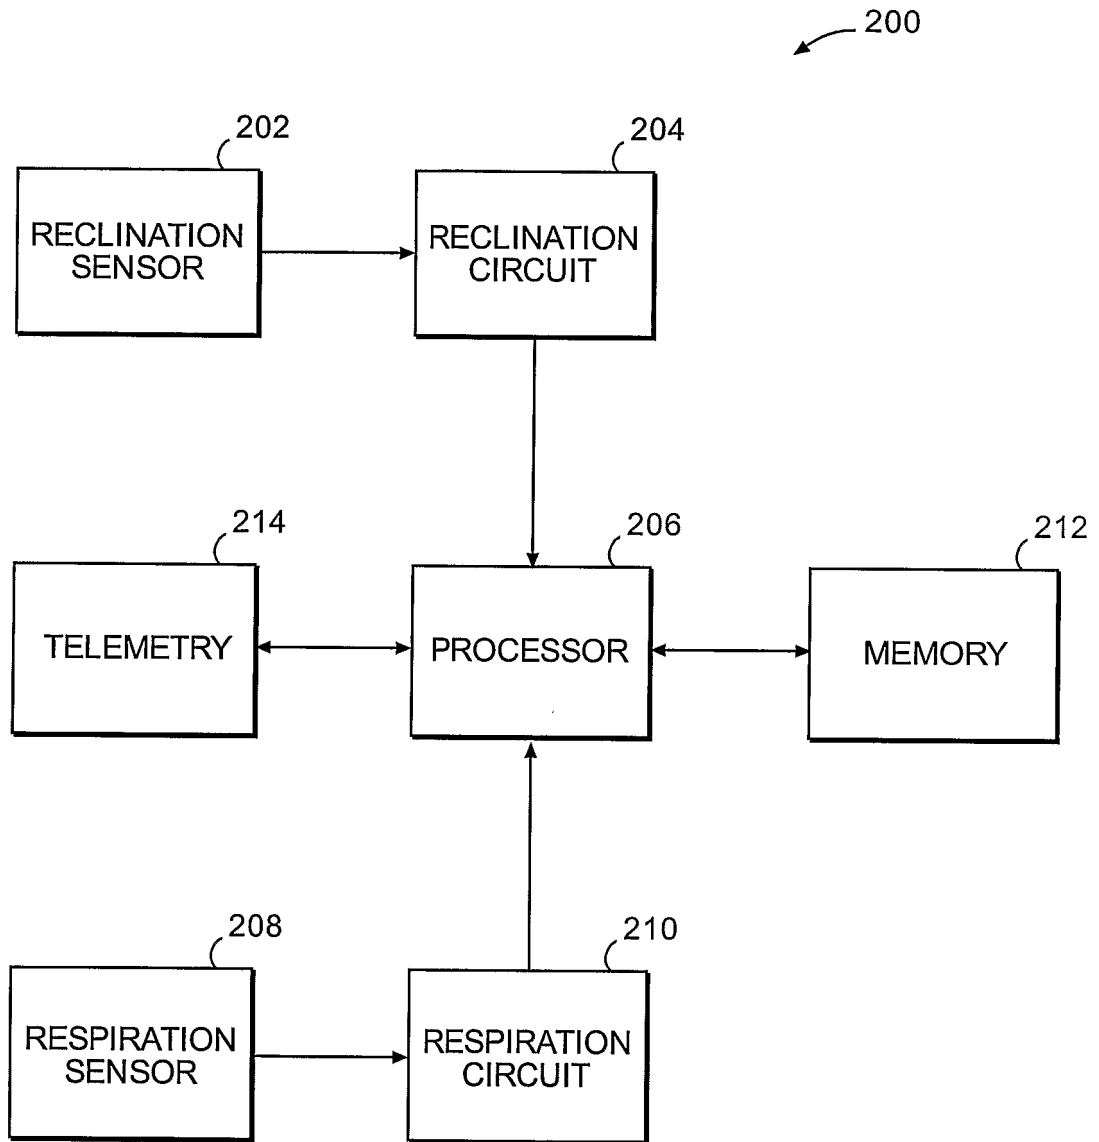 200
202
204
RECLINATION
SENSOR
RECLINATION
CIRCUIT
214
206
212
TELEMETRY
PROCESSOR
MEMORY
208
210
RESPIRATION
SENSOR
RESPIRATION
CIRCUIT